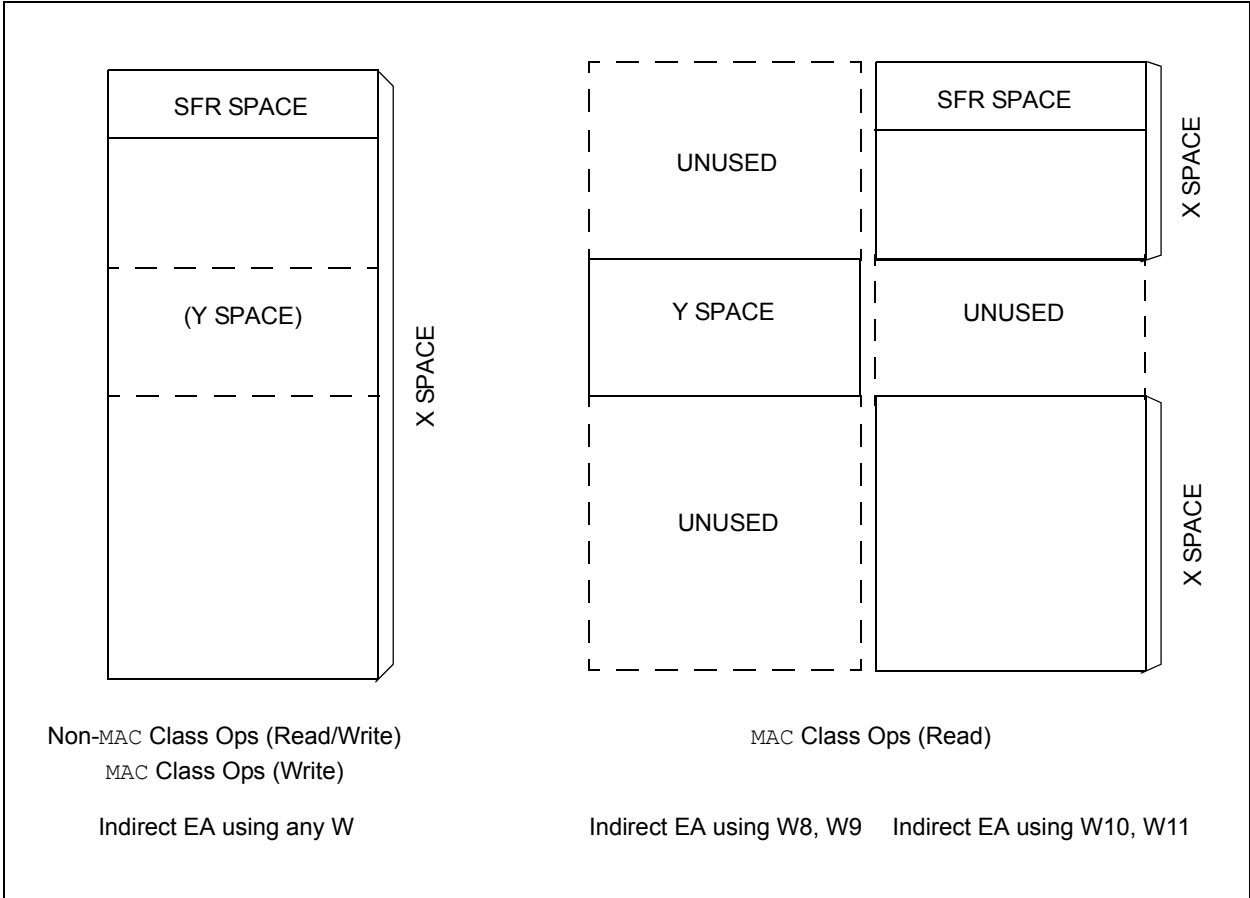 SFR SPACE
(Y SPACE)
X SPACE
UNUSED
Y SPACE
UNUSED
SFR SPACE
UNUSED
X SPACE
X SPACE
Non-MAC Class Ops (Read/Write)
MAC Class Ops (Write)
Indirect EA using any W
MAC Class Ops (Read)
Indirect EA using W8, W9
Indirect EA using W10, W11